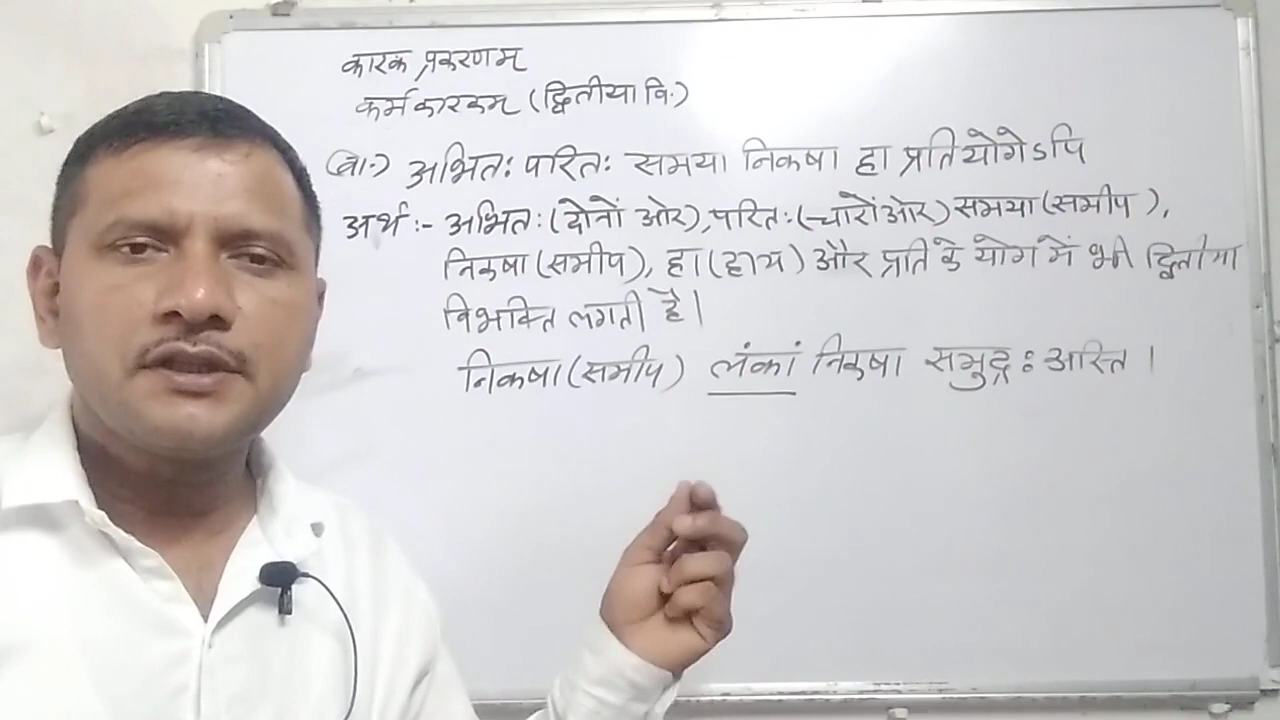 कारक प्रकरणम्
कर्म कारकम् (द्वितीया वि॰)
(वा॰) अभितः परितः समया निकषा हा प्रतियोगेऽपि
अर्थः- अभितः (दोनों ओर), परितः (चारों ओर) समया (समीप),
निकषा (समीप), हा (हाय) और प्रति के योग में भी द्वितीया
विभक्ति लगती है।
निकषा (समीप) लंकां निकषा समुद्रः अस्ति।